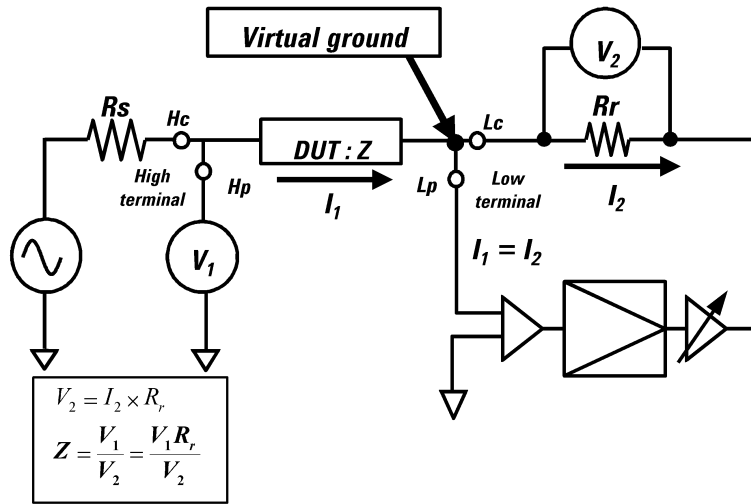 Virtual ground
V₂
Rs
Hc
Lc
Rr
DUT : Z
High terminal
Hp
I₁
Lp
Low terminal
I₂
V₁
I₁ = I₂
V₂ = I₂ × Rᵣ
Z = V₁/V₂ = V₁Rᵣ/V₂